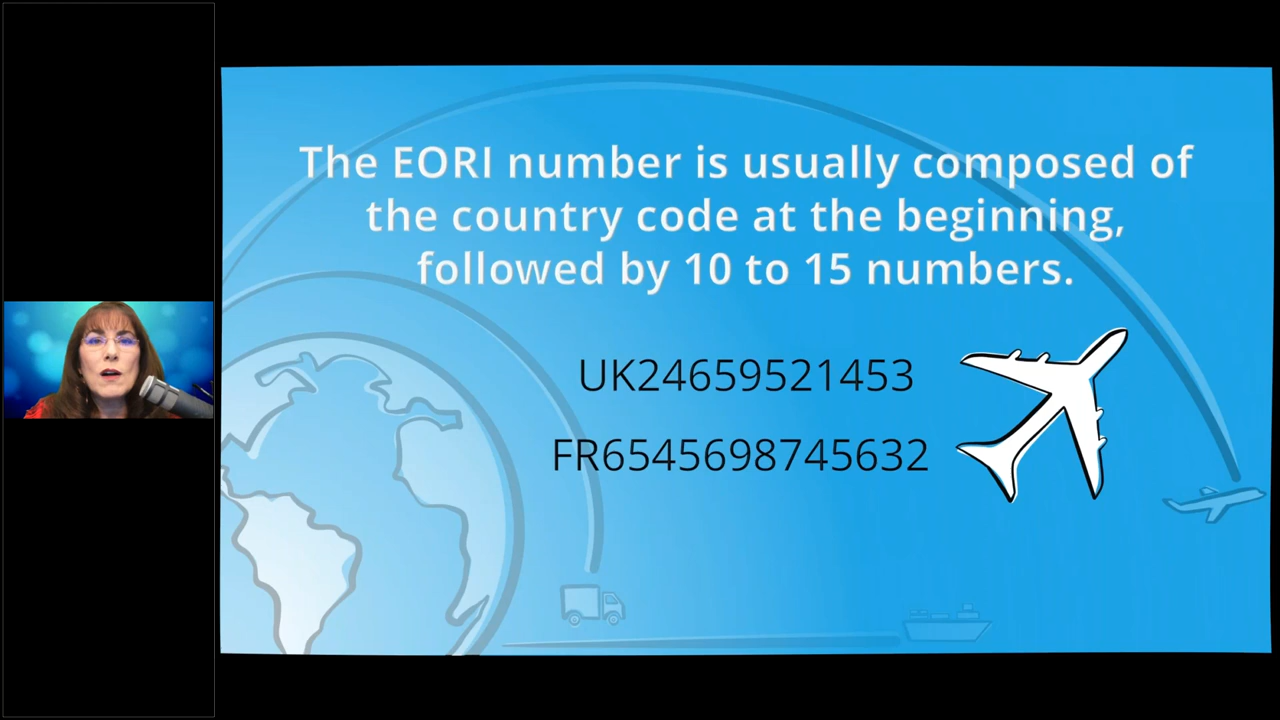 The EORI number is usually composed of
the country code at the beginning,
followed by 10 to 15 numbers.
UK24659521453
FR6545698745632